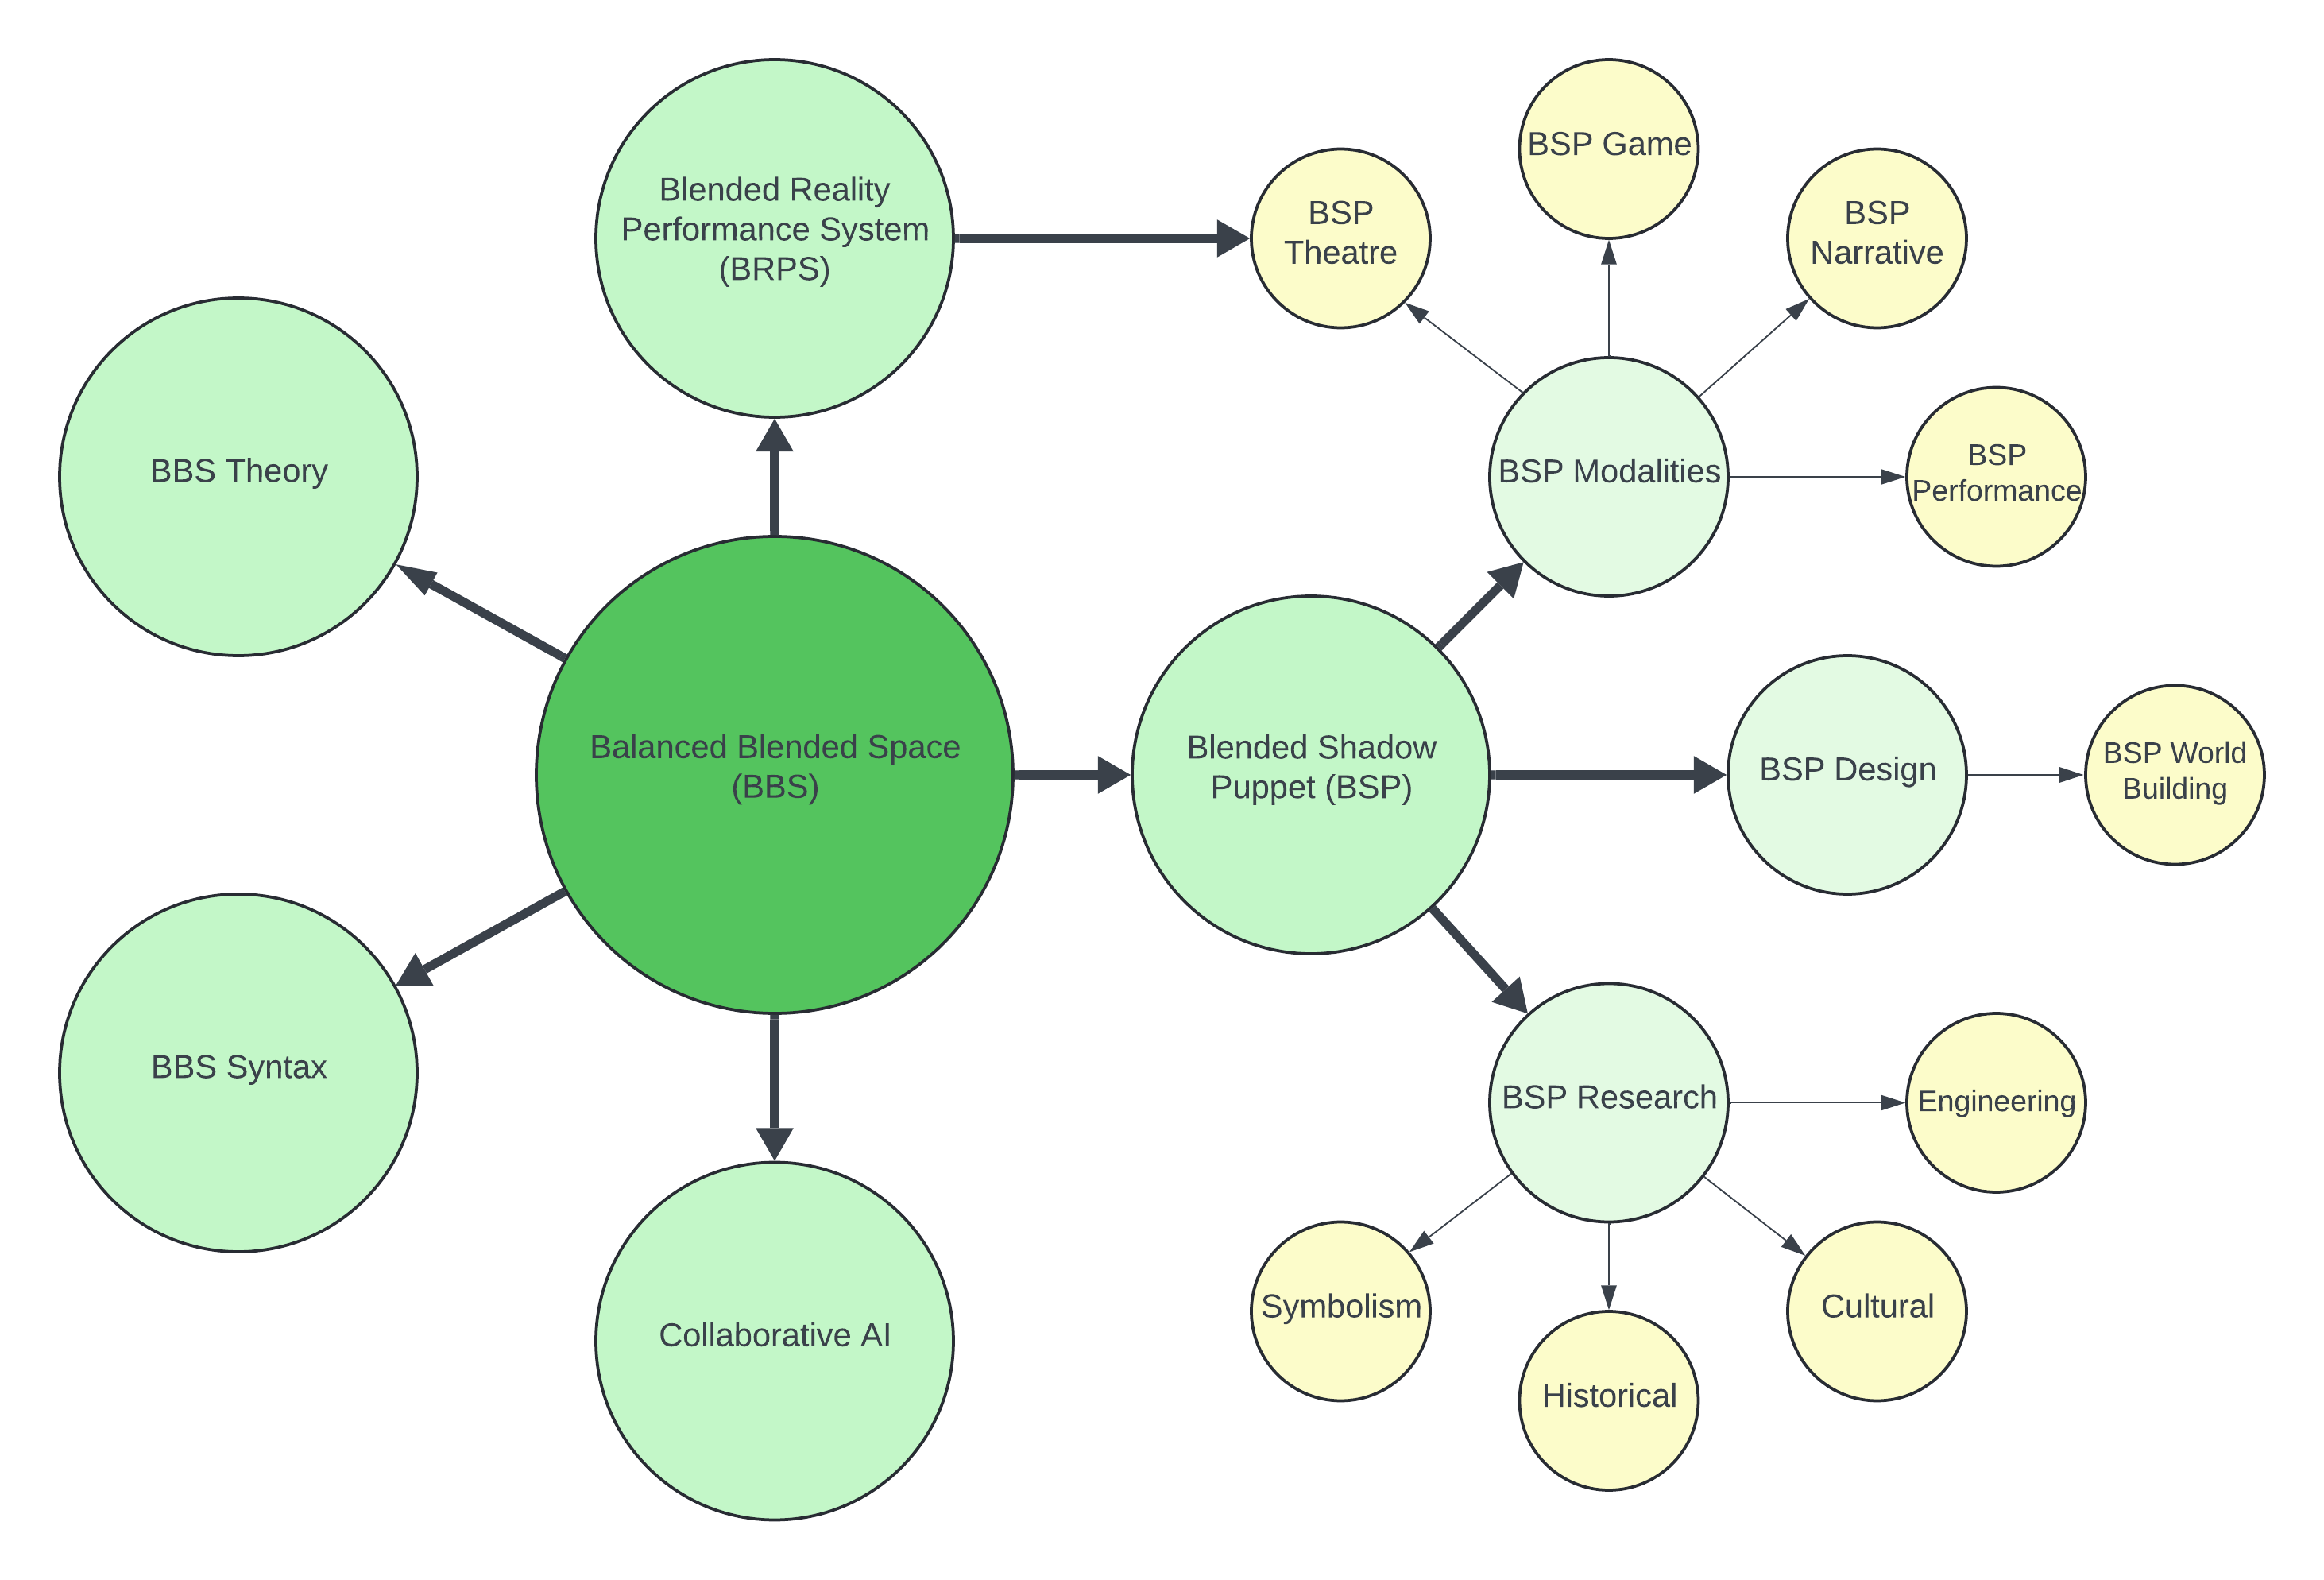 BSP Game
Blended Reality
Performance System
(BRPS)
BSP
Theatre
BSP
Narrative
BBS Theory
BSP Modalities
BSP
Performance
Balanced Blended Space
(BBS)
Blended Shadow
Puppet (BSP)
BSP Design
BSP World
Building
BBS Syntax
BSP Research
Engineering
Collaborative AI
Symbolism
Historical
Cultural